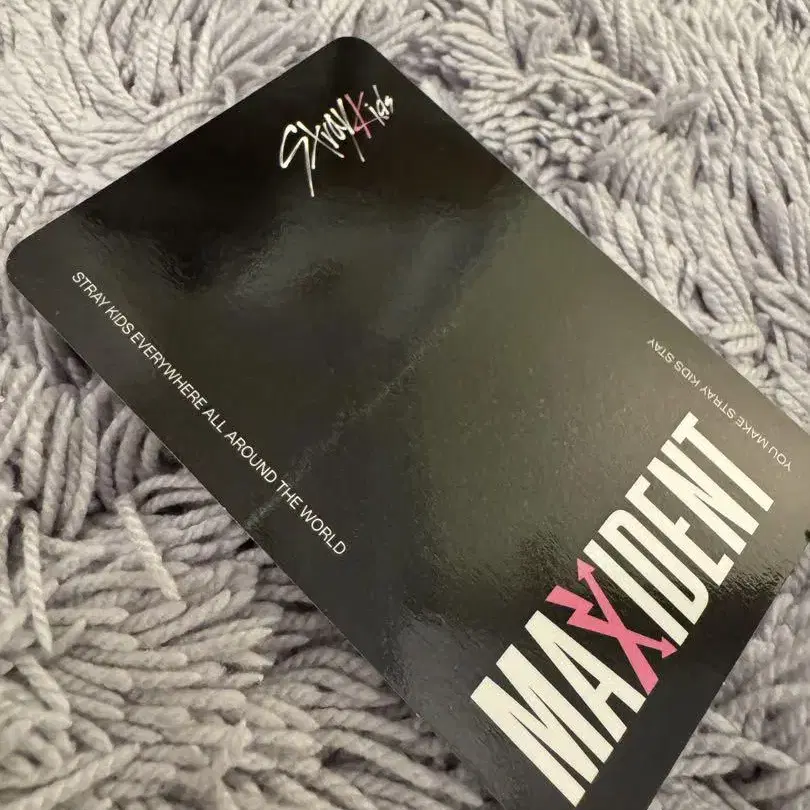 Stray Kids
STRAY KIDS EVERYWHERE ALL AROUND THE WORLD
YOU MAKE STRAY KIDS STAY
MAXIDENT